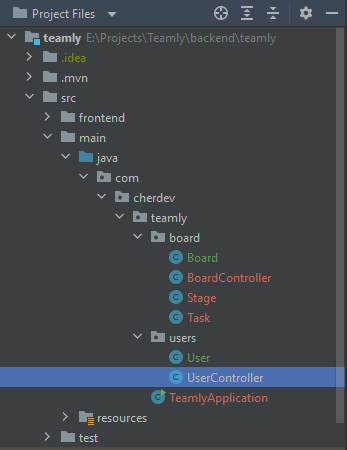 Project Files
teamly E:\Projects\Teamly\backend\teamly
.idea
.mvn
src
frontend
main
java
com
cherdev
teamly
board
Board
BoardController
Stage
Task
users
User
UserController
TeamlyApplication
resources
test